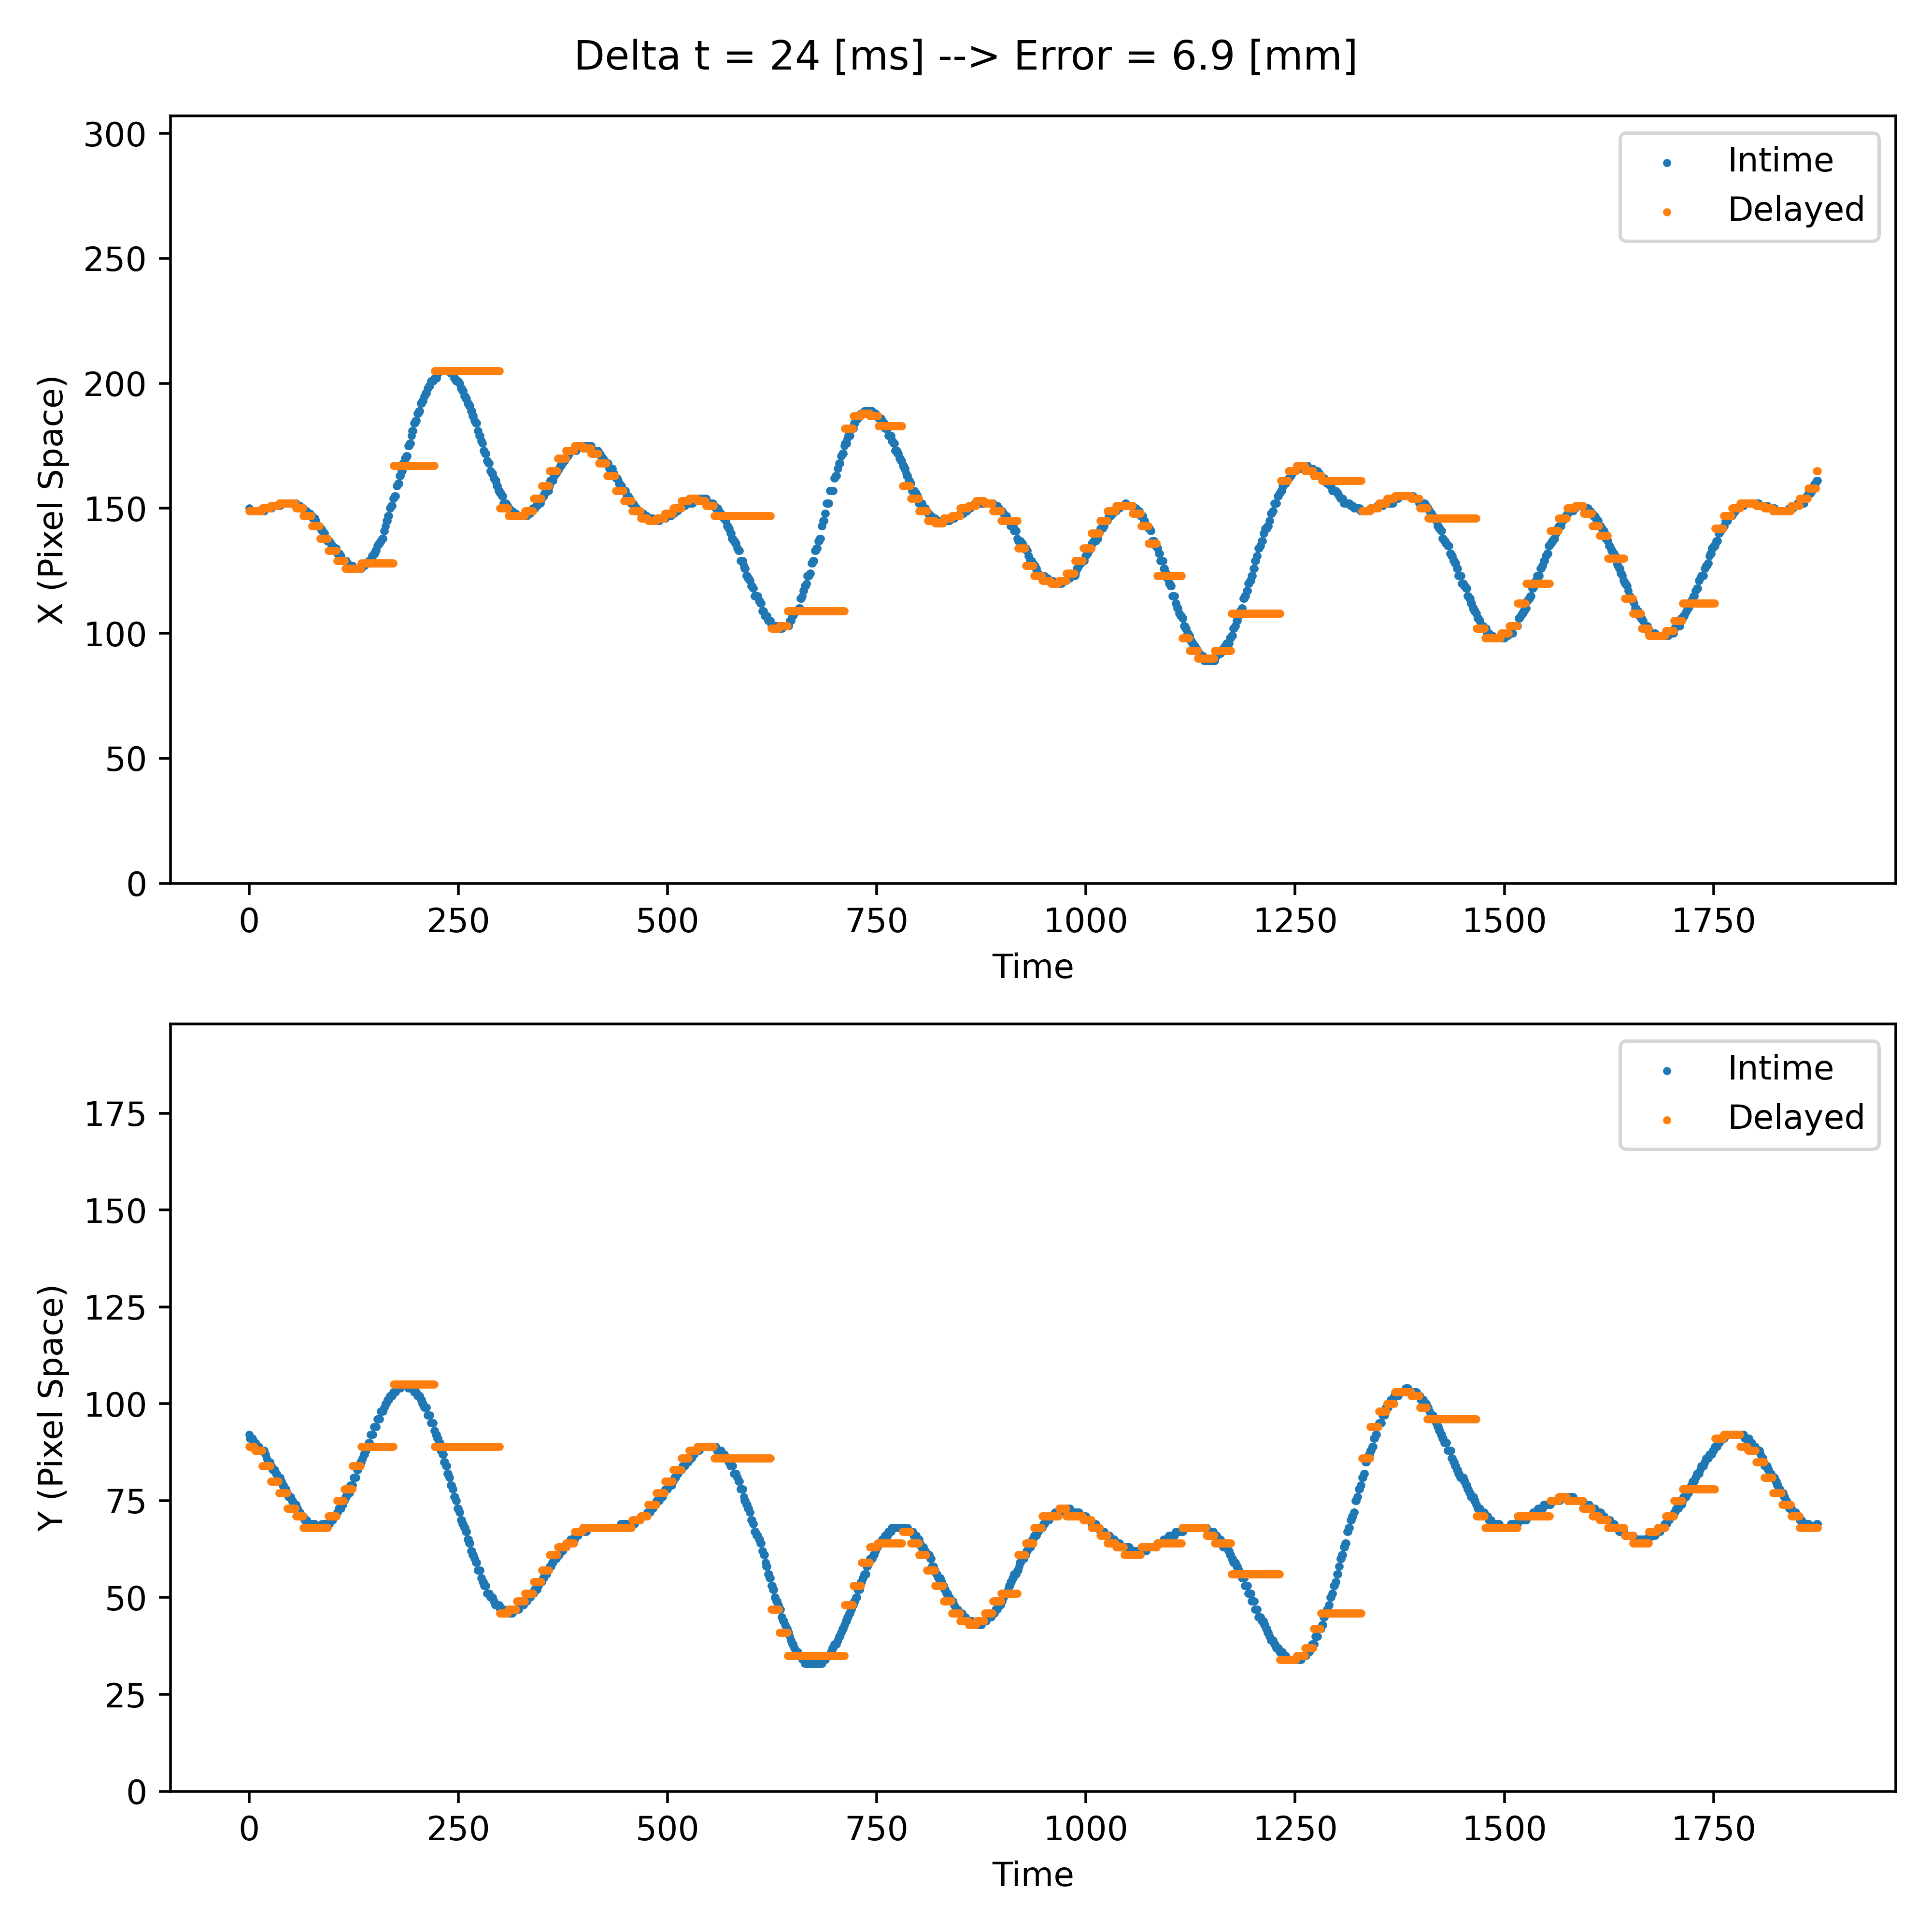 Delta t = 24 [ms] --> Error = 6.9 [mm]
300
250
200
150
100
50
0
X (Pixel Space)
Intime
Delayed
0 250 500 750 1000 1250 1500 1750
Time
175
150
125
100
75
50
25
0
Y (Pixel Space)
Intime
Delayed
0 250 500 750 1000 1250 1500 1750
Time